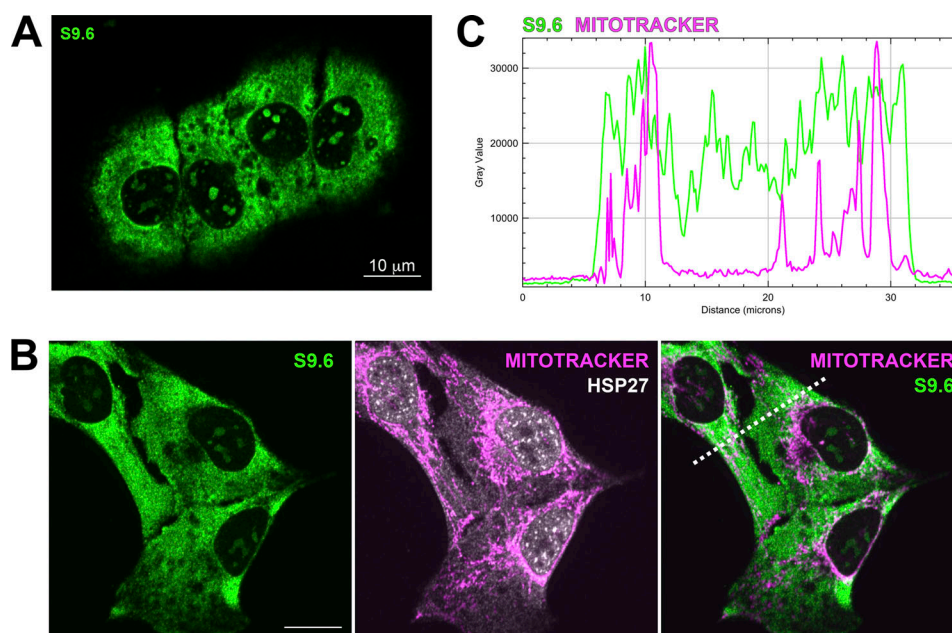 A
S9.6
10 μm
C
S9.6 MITOTRACKER
30000
20000
10000
Gray Value
0
10
20
30
Distance (microns)
B
S9.6
MITOTRACKER
HSP27
MITOTRACKER
S9.6